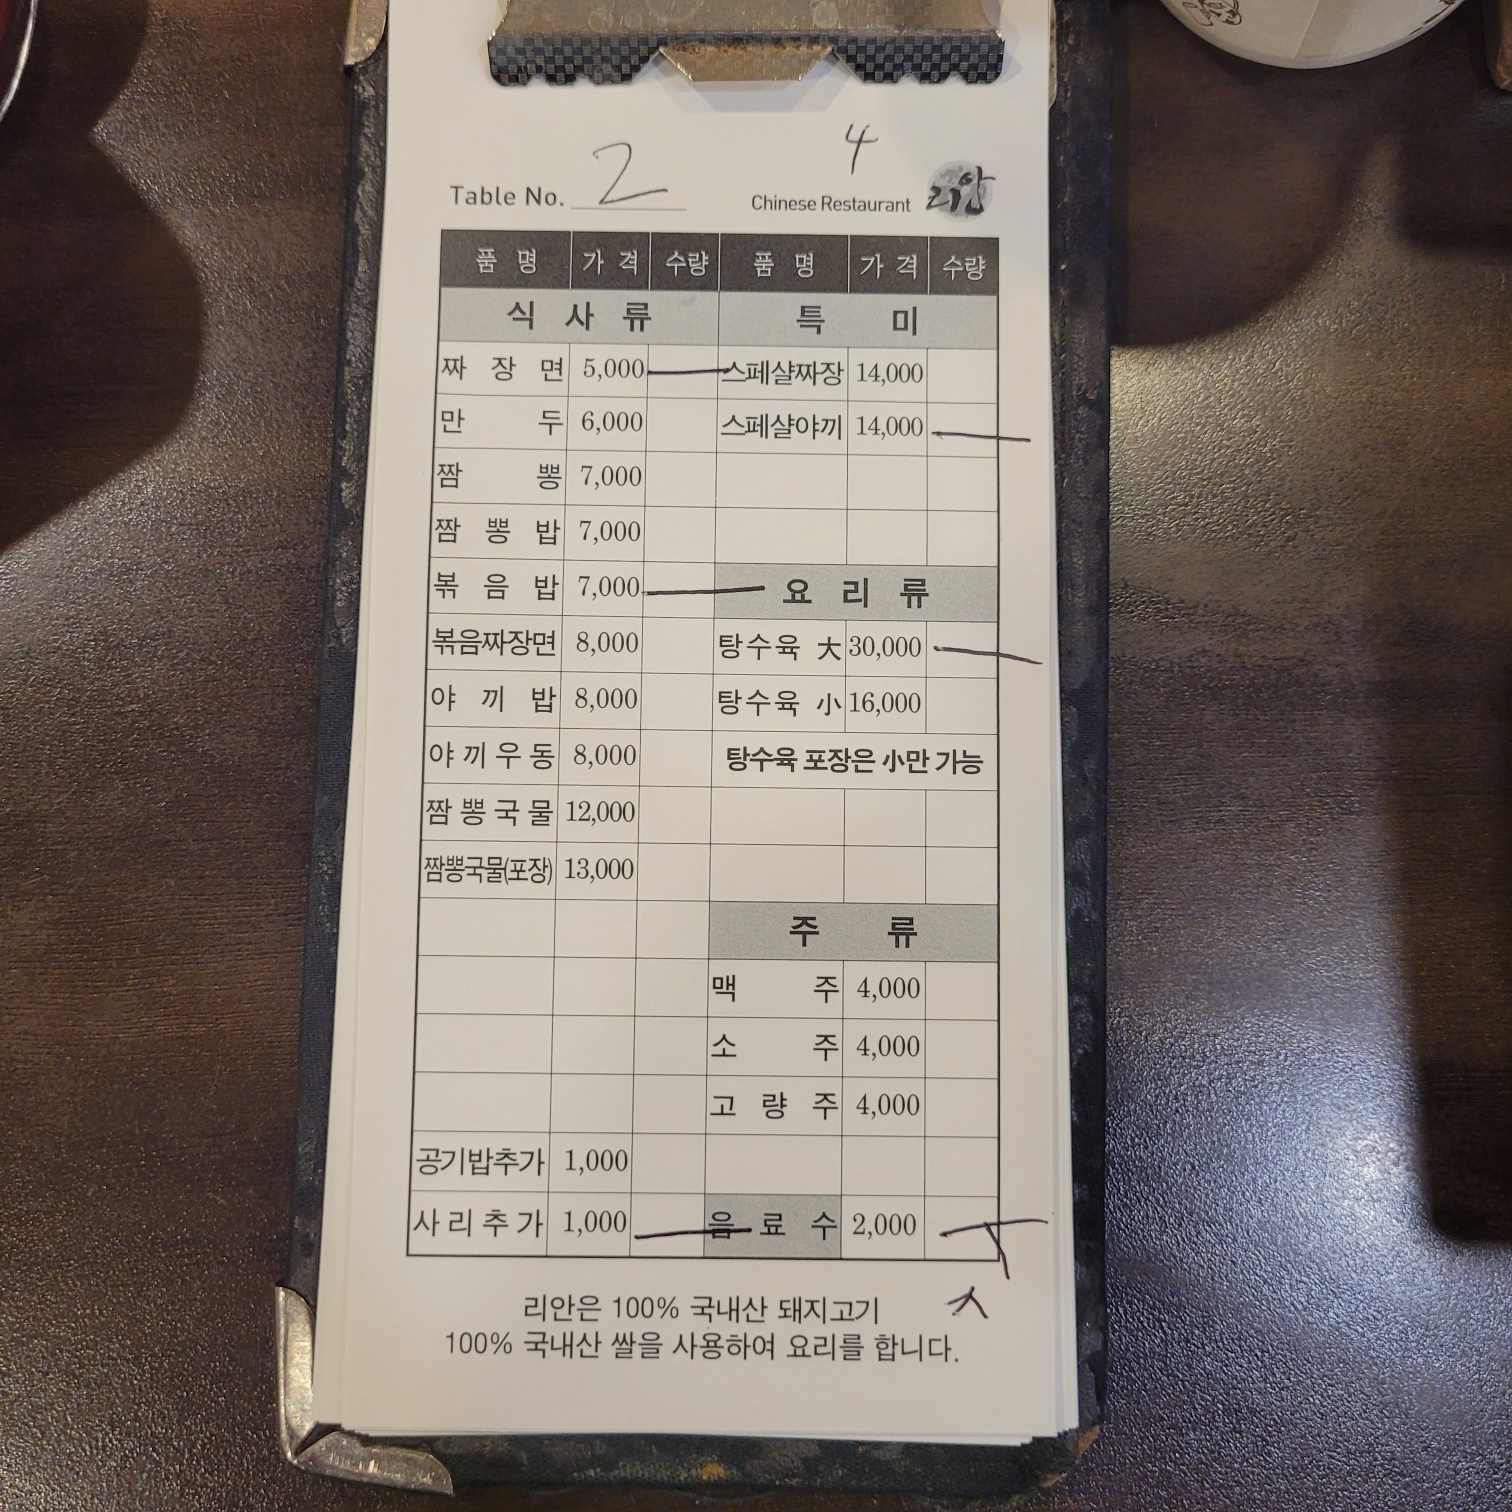 4
Table No. 2 Chinese Restaurant 리안
품 명 가 격 수량 품 명 가 격 수량
식 사 류 특 미
짜 장 면 5,000 스페샬짜장 14,000
만 두 6,000 스페샬야끼 14,000
짬 뽕 7,000
짬 뽕 밥 7,000
볶 음 밥 7,000 요 리 류
볶음짜장면 8,000 탕수육 大 30,000
야 끼 밥 8,000 탕수육 小 16,000
야 끼 우 동 8,000 탕수육 포장은 小만 가능
짬 뽕 국 물 12,000
짬뽕국물(포장) 13,000
주 류
맥 주 4,000
소 주 4,000
고 량 주 4,000
공기밥추가 1,000
사 리 추 가 1,000 음 료 수 2,000
리안은 100% 국내산 돼지고기
100% 국내산 쌀을 사용하여 요리를 합니다.